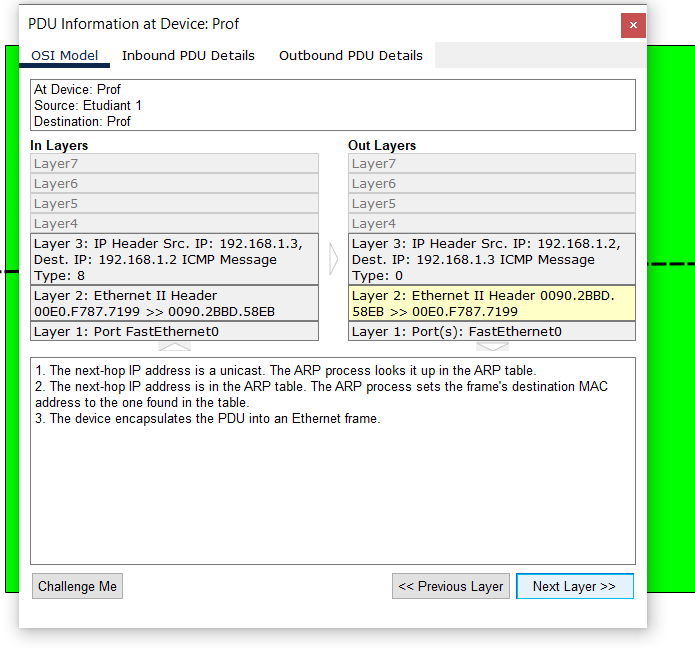 PDU Information at Device: Prof
OSI Model Inbound PDU Details Outbound PDU Details
At Device: Prof
Source: Etudiant 1
Destination: Prof
In Layers
Layer7
Layer6
Layer5
Layer4
Layer 3: IP Header Src. IP: 192.168.1.3,
Dest. IP: 192.168.1.2 ICMP Message
Type: 8
Layer 2: Ethernet II Header
00E0.F787.7199 >> 0090.2BBD.58EB
Layer 1: Port FastEthernet0
Out Layers
Layer7
Layer6
Layer5
Layer4
Layer 3: IP Header Src. IP: 192.168.1.2,
Dest. IP: 192.168.1.3 ICMP Message
Type: 0
Layer 2: Ethernet II Header 0090.2BBD.
58EB >> 00E0.F787.7199
Layer 1: Port(s): FastEthernet0
1. The next-hop IP address is a unicast. The ARP process looks it up in the ARP table.
2. The next-hop IP address is in the ARP table. The ARP process sets the frame's destination MAC
address to the one found in the table.
3. The device encapsulates the PDU into an Ethernet frame.
Challenge Me << Previous Layer Next Layer >>